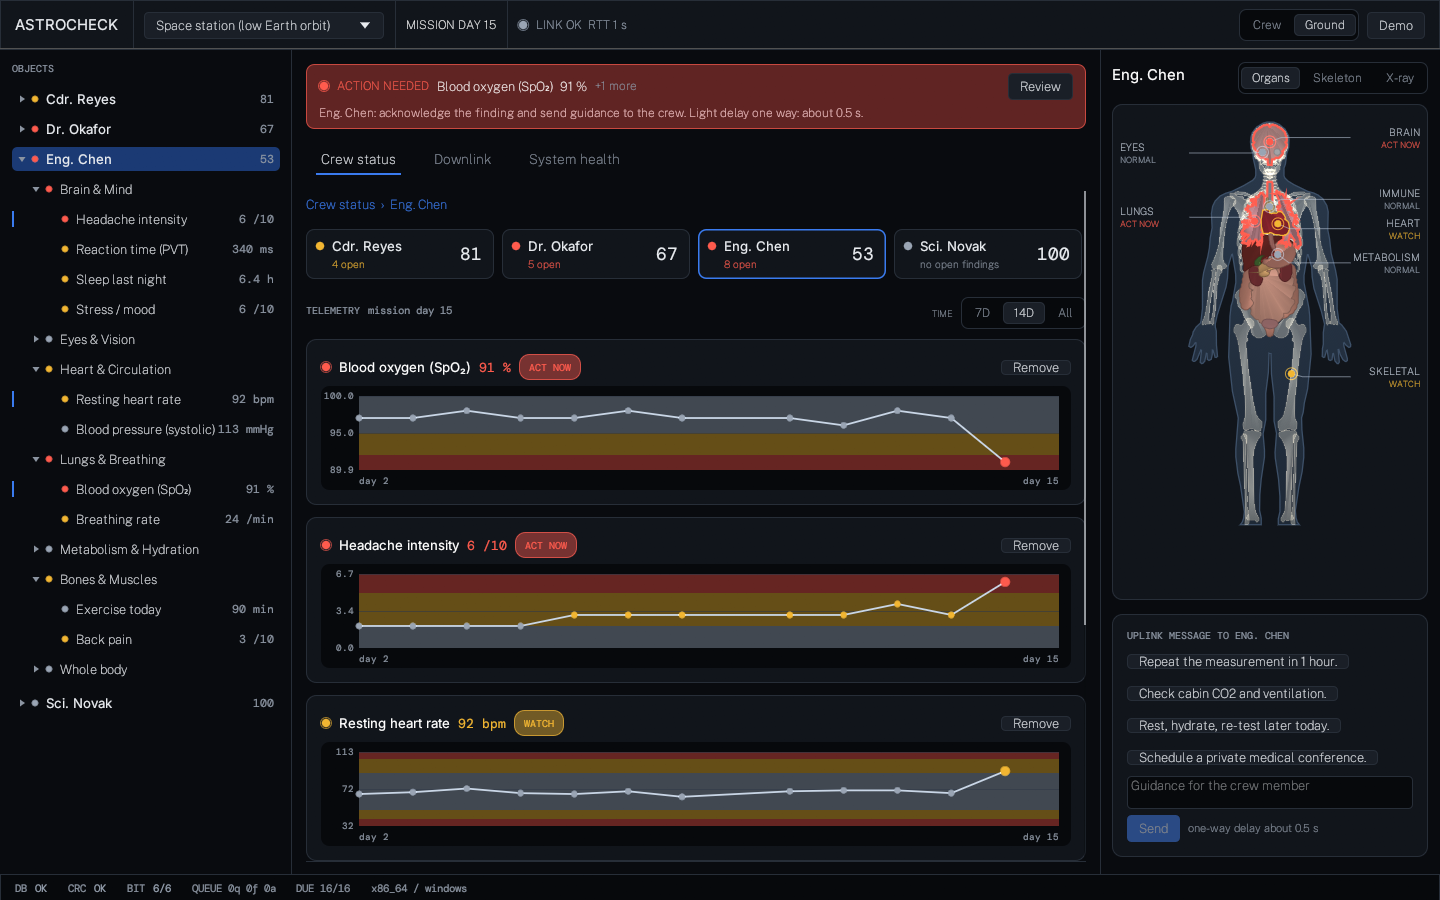 ASTROCHECK
Space station (low Earth orbit)
MISSION DAY 15
LINK OK RTT 1 s
Crew
Ground
Demo
OBJECTS
Cdr. Reyes 81
Dr. Okafor 67
Eng. Chen 53
Brain & Mind
Headache intensity 6 /10
Reaction time (PVT) 340 ms
Sleep last night 6.4 h
Stress / mood 6 /10
Eyes & Vision
Heart & Circulation
Resting heart rate 92 bpm
Blood pressure (systolic) 113 mmHg
Lungs & Breathing
Blood oxygen (SpO₂) 91 %
Breathing rate 24 /min
Metabolism & Hydration
Bones & Muscles
Exercise today 90 min
Back pain 3 /10
Whole body
Sci. Novak 100
ACTION NEEDED Blood oxygen (SpO₂) 91 % +1 more
Review
Eng. Chen: acknowledge the finding and send guidance to the crew. Light delay one way: about 0.5 s.
Crew status
Downlink
System health
Crew status › Eng. Chen
Cdr. Reyes 81
4 open
Dr. Okafor 67
5 open
Eng. Chen 53
8 open
Sci. Novak 100
no open findings
TELEMETRY mission day 15
TIME 7D 14D All
Blood oxygen (SpO₂) 91 % ACT NOW
Remove
100.0
95.0
89.9
day 2
day 15
Headache intensity 6 /10 ACT NOW
Remove
6.7
3.4
0.0
day 2
day 15
Resting heart rate 92 bpm WATCH
Remove
113
72
32
day 2
day 15
Eng. Chen
Organs
Skeleton
X-ray
BRAIN
ACT NOW
EYES
NORMAL
IMMUNE
NORMAL
LUNGS
ACT NOW
HEART
WATCH
METABOLISM
NORMAL
SKELETAL
WATCH
UPLINK MESSAGE TO ENG. CHEN
Repeat the measurement in 1 hour.
Check cabin CO2 and ventilation.
Rest, hydrate, re-test later today.
Schedule a private medical conference.
Guidance for the crew member
Send
one-way delay about 0.5 s
DB OK
CRC OK
BIT 6/6
QUEUE 0q 0f 0a
DUE 16/16
x86_64 / windows